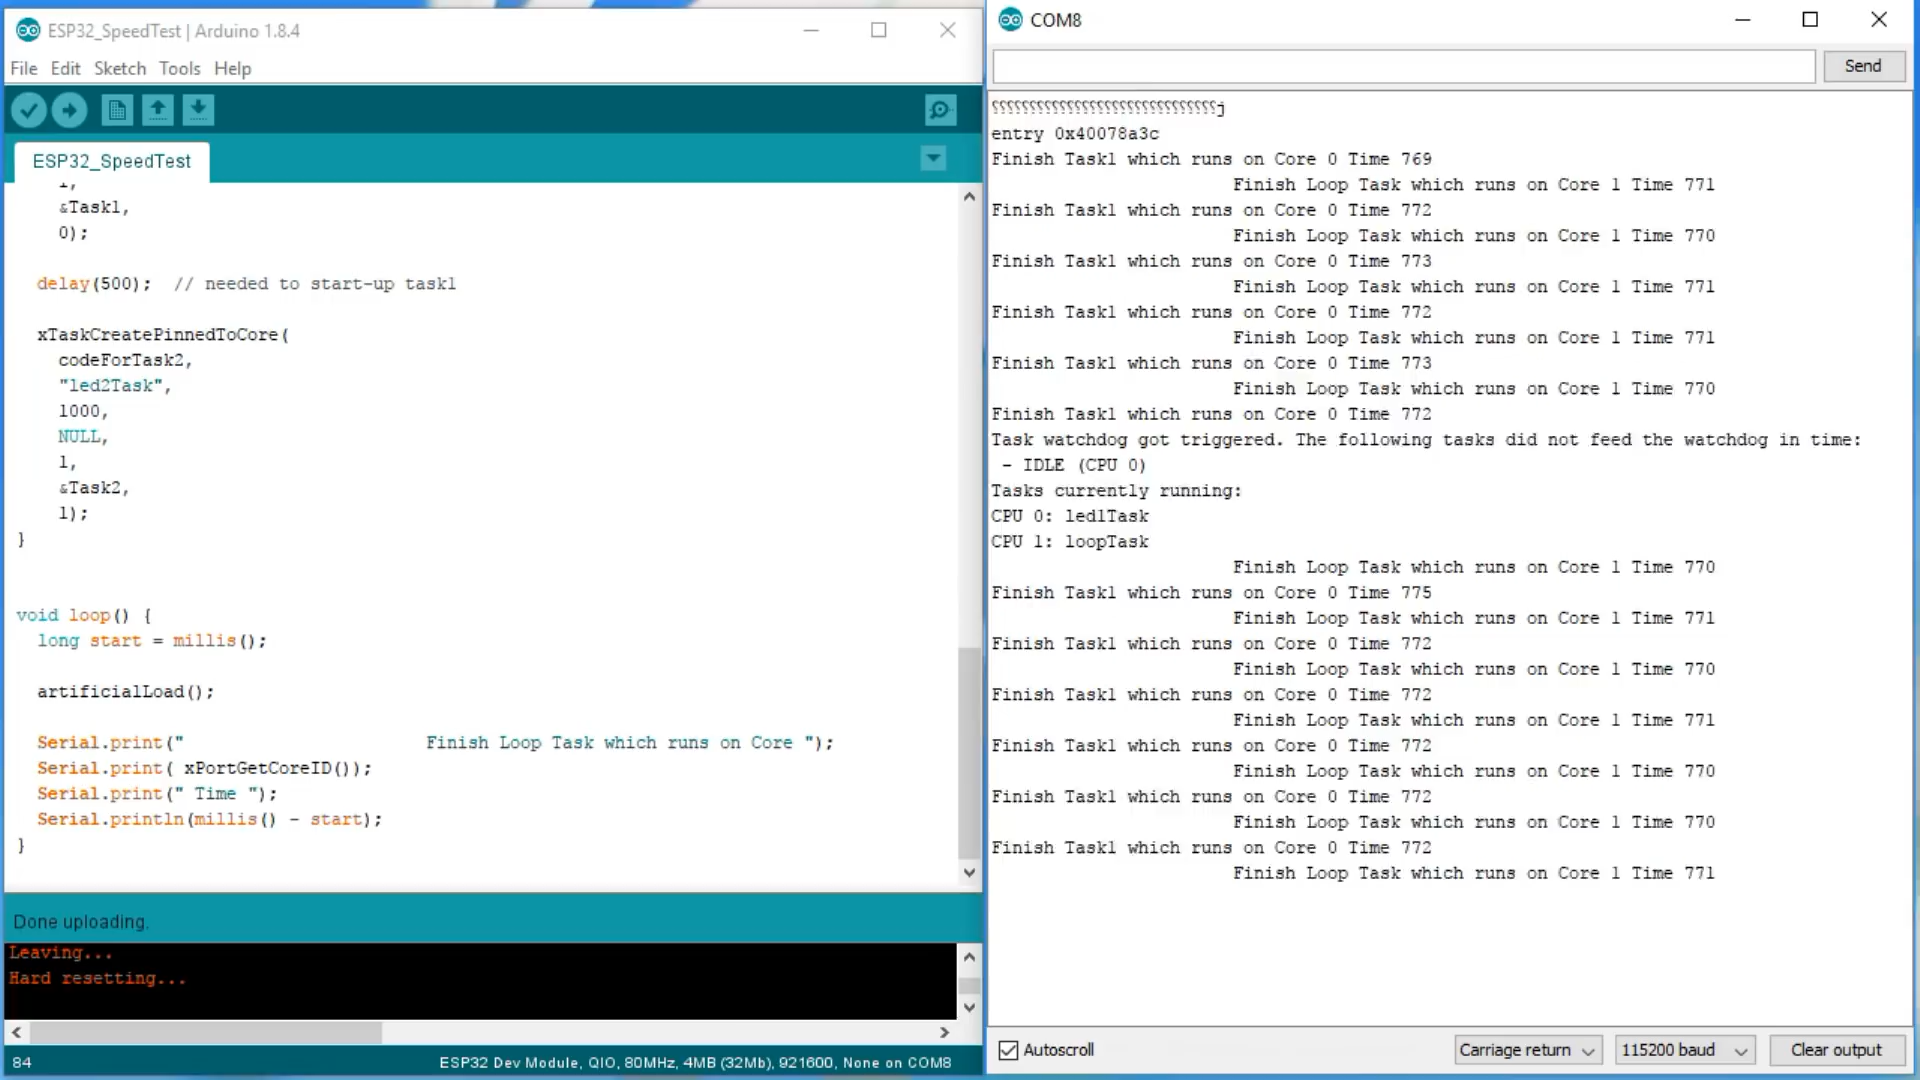 ESP32_SpeedTest | Arduino 1.8.4
File Edit Sketch Tools Help
ESP32_SpeedTest
1,
&Task1,
0);
delay(500);  // needed to start-up task1
xTaskCreatePinnedToCore(
codeForTask2,
"led2Task",
1000,
NULL,
1,
&Task2,
1);
}
void loop() {
long start = millis();
artificialLoad();
Serial.print("                       Finish Loop Task which runs on Core ");
Serial.print( xPortGetCoreID());
Serial.print(" Time ");
Serial.println(millis() - start);
}
Done uploading.
Leaving...
Hard resetting...
84
ESP32 Dev Module, QIO, 80MHz, 4MB (32Mb), 921600, None on COM8
COM8
Send
j
entry 0x40078a3c
Finish Task1 which runs on Core 0 Time 769
Finish Loop Task which runs on Core 1 Time 771
Finish Task1 which runs on Core 0 Time 772
Finish Loop Task which runs on Core 1 Time 770
Finish Task1 which runs on Core 0 Time 773
Finish Loop Task which runs on Core 1 Time 771
Finish Task1 which runs on Core 0 Time 772
Finish Loop Task which runs on Core 1 Time 771
Finish Task1 which runs on Core 0 Time 773
Finish Loop Task which runs on Core 1 Time 770
Finish Task1 which runs on Core 0 Time 772
Task watchdog got triggered. The following tasks did not feed the watchdog in time:
- IDLE (CPU 0)
Tasks currently running:
CPU 0: led1Task
CPU 1: loopTask
Finish Loop Task which runs on Core 1 Time 770
Finish Task1 which runs on Core 0 Time 775
Finish Loop Task which runs on Core 1 Time 771
Finish Task1 which runs on Core 0 Time 772
Finish Loop Task which runs on Core 1 Time 770
Finish Task1 which runs on Core 0 Time 772
Finish Loop Task which runs on Core 1 Time 771
Finish Task1 which runs on Core 0 Time 772
Finish Loop Task which runs on Core 1 Time 770
Finish Task1 which runs on Core 0 Time 772
Finish Loop Task which runs on Core 1 Time 770
Finish Task1 which runs on Core 0 Time 772
Finish Loop Task which runs on Core 1 Time 771
Autoscroll
Carriage return
115200 baud
Clear output